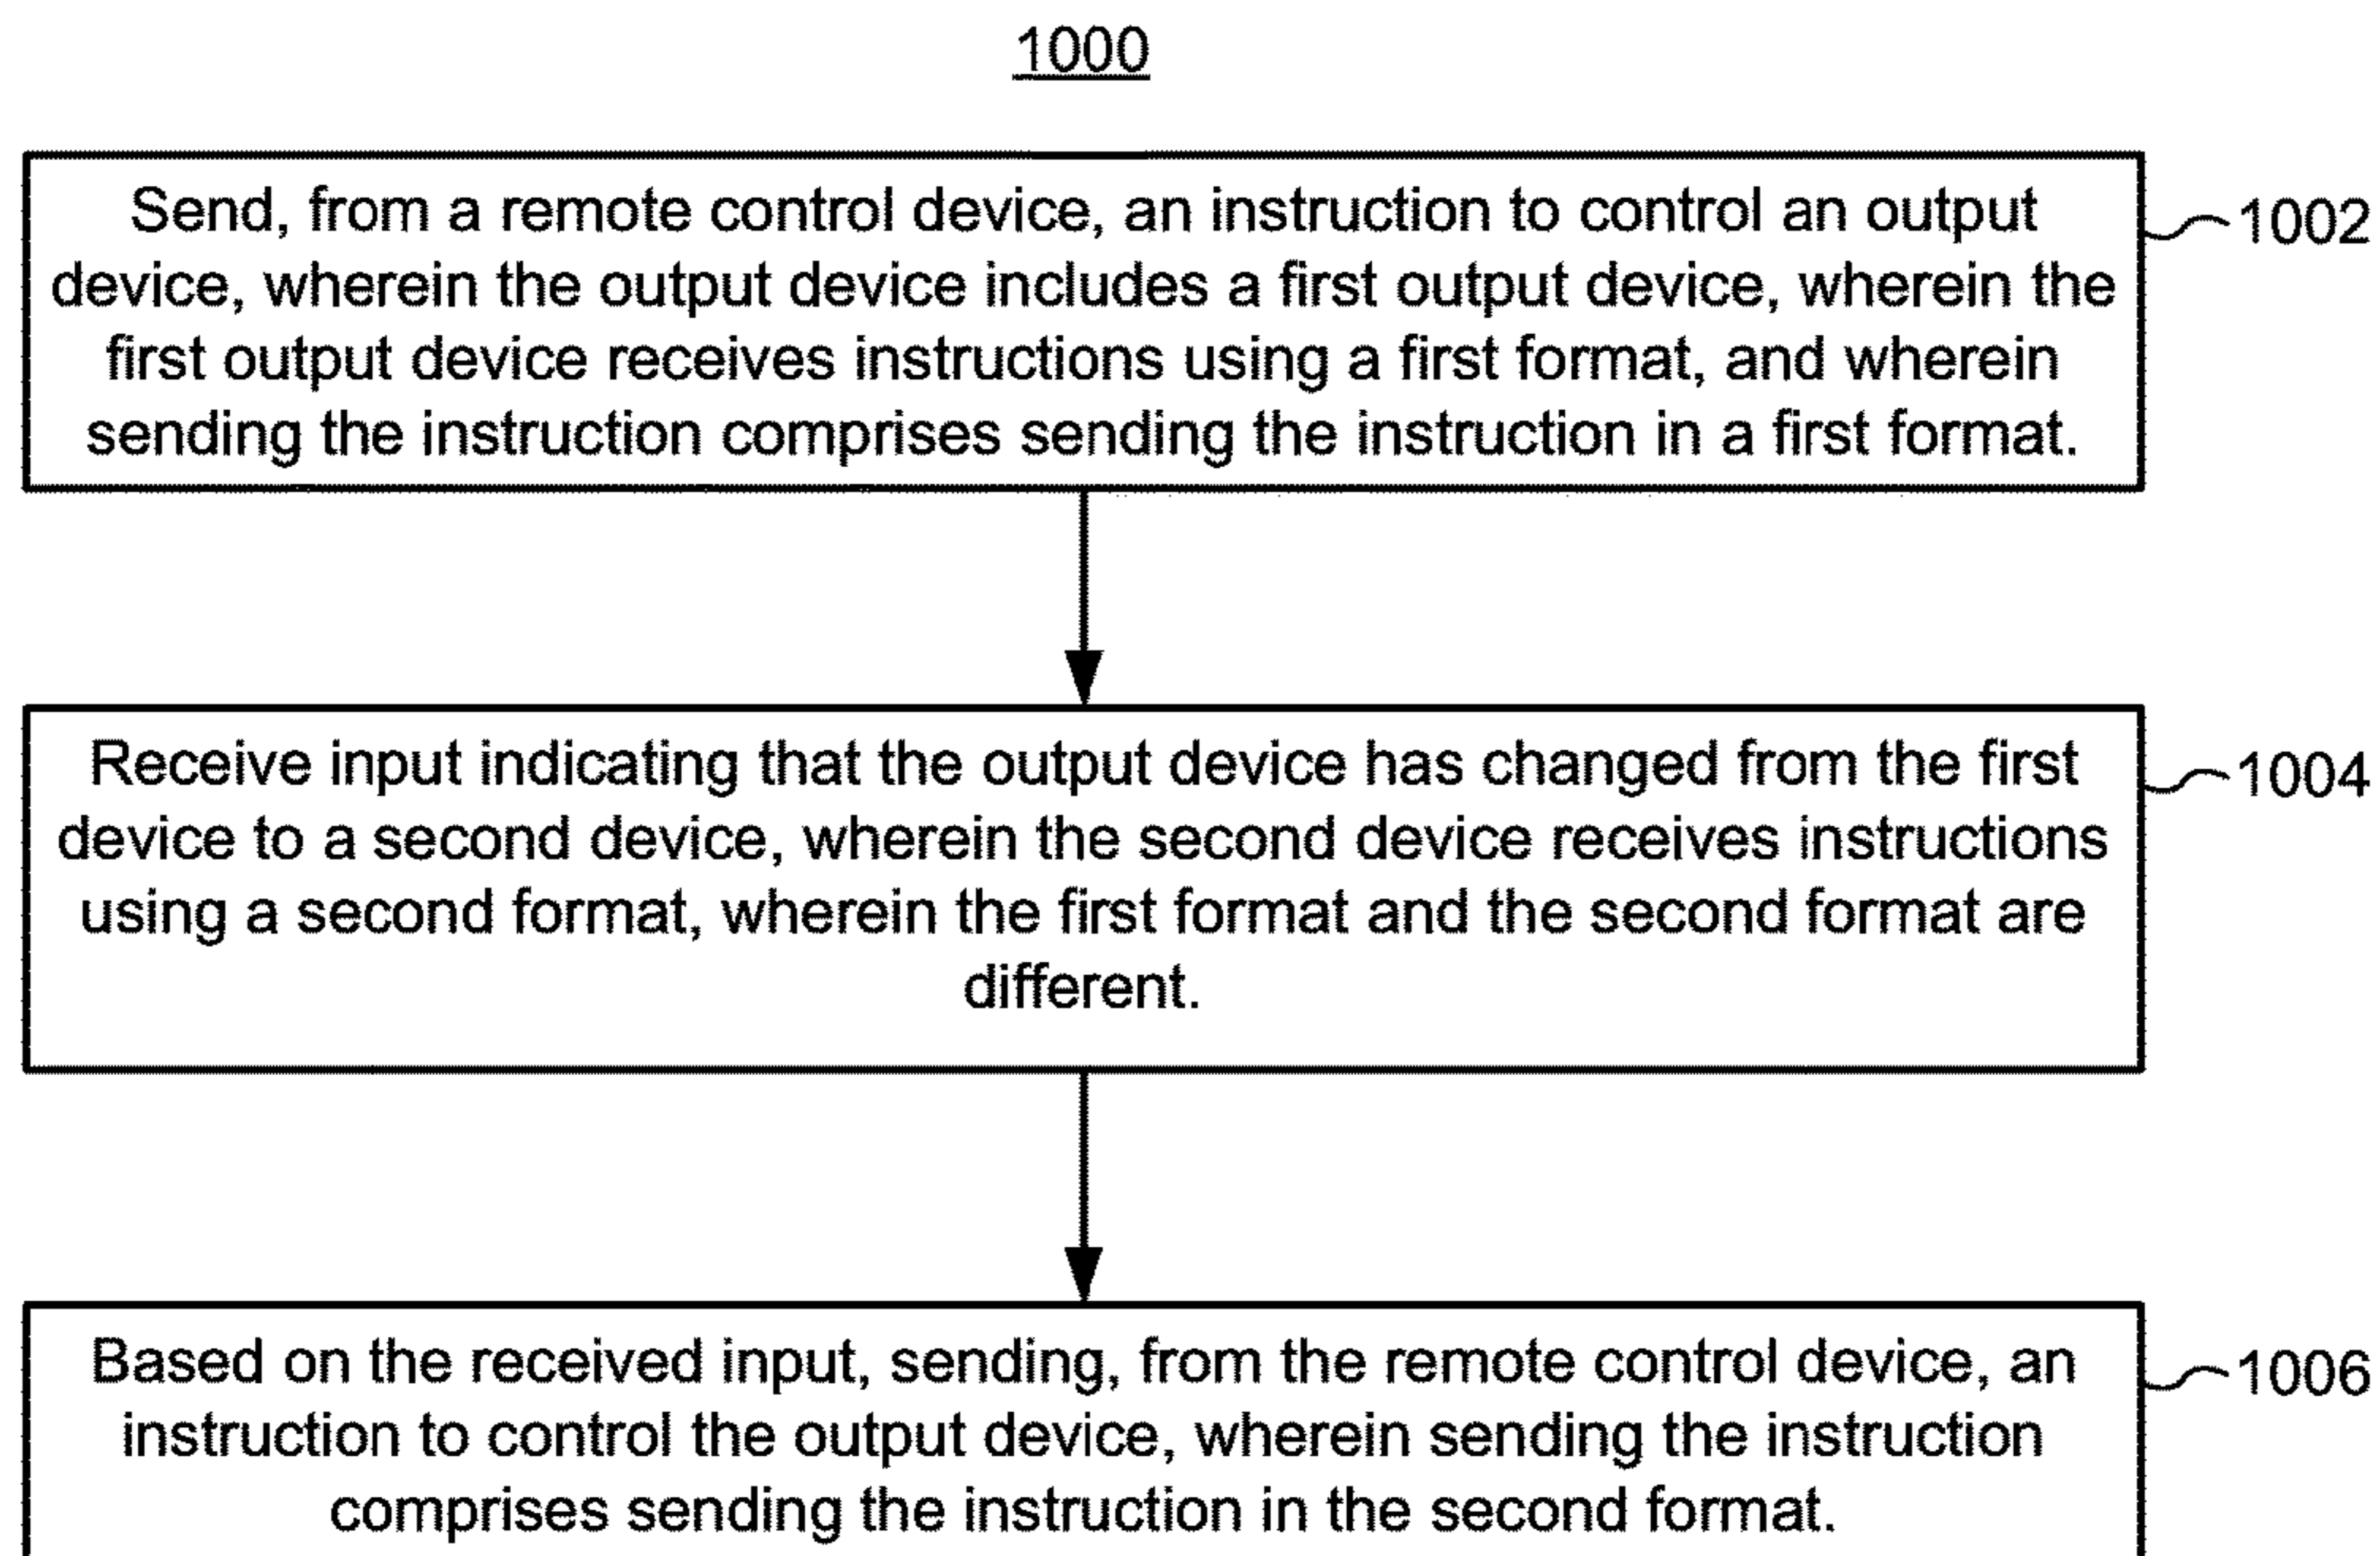 1000
Send, from a remote control device, an instruction to control an output
device, wherein the output device includes a first output device, wherein the
first output device receives instructions using a first format, and wherein
sending the instruction comprises sending the instruction in a first format.
1002
Receive input indicating that the output device has changed from the first
device to a second device, wherein the second device receives instructions
using a second format, wherein the first format and the second format are
different.
1004
Based on the received input, sending, from the remote control device, an
instruction to control the output device, wherein sending the instruction
comprises sending the instruction in the second format.
1006